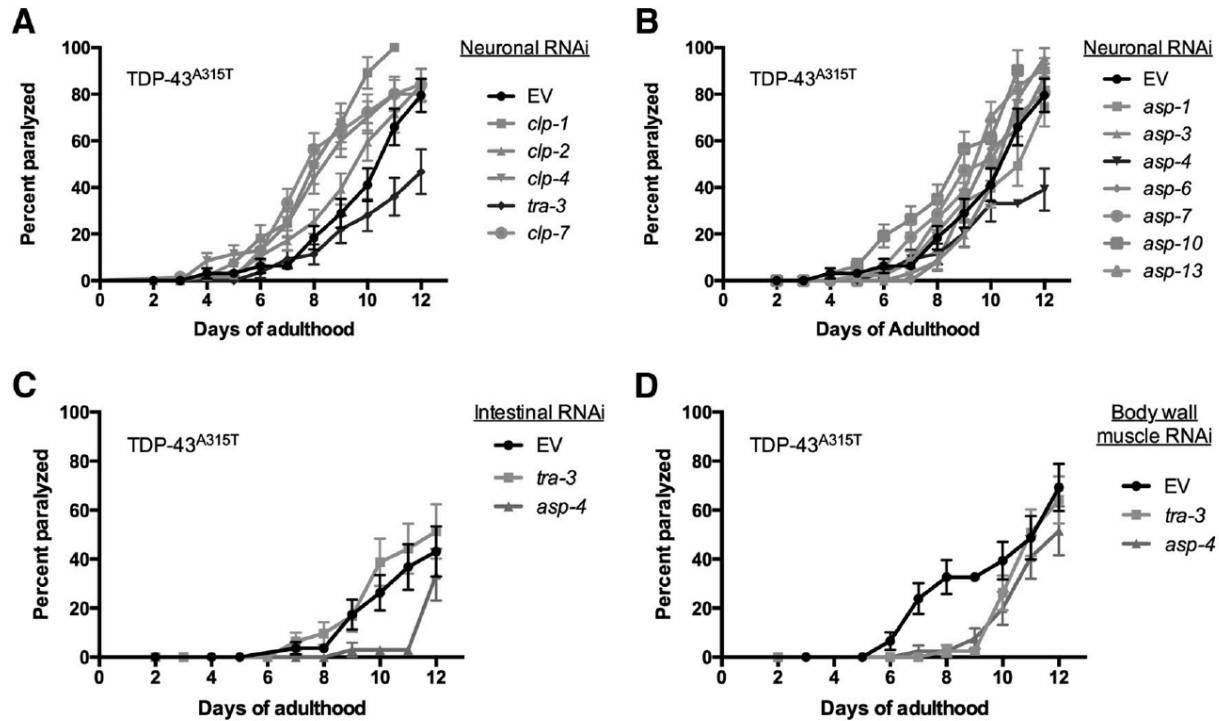 A
TDP-43A315T
Neuronal RNAi
EV
clp-1
clp-2
clp-4
tra-3
clp-7
Percent paralyzed
100
80
60
40
20
0
0 2 4 6 8 10 12
Days of adulthood
B
TDP-43A315T
Neuronal RNAi
EV
asp-1
asp-3
asp-4
asp-6
asp-7
asp-10
asp-13
Percent paralyzed
100
80
60
40
20
0
0 2 4 6 8 10 12
Days of Adulthood
C
TDP-43A315T
Intestinal RNAi
EV
tra-3
asp-4
Percent paralyzed
100
80
60
40
20
0
0 2 4 6 8 10 12
Days of adulthood
D
TDP-43A315T
Body wall
muscle RNAi
EV
tra-3
asp-4
Percent paralyzed
100
80
60
40
20
0
0 2 4 6 8 10 12
Days of adulthood